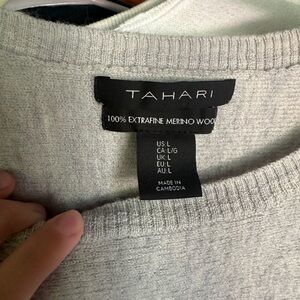 TAHARI
100% EXTRAFINE MERINO WOOL
US:L
CA:L/G
UK:L
EU:L
AU:L
MADE IN
CAMBODIA